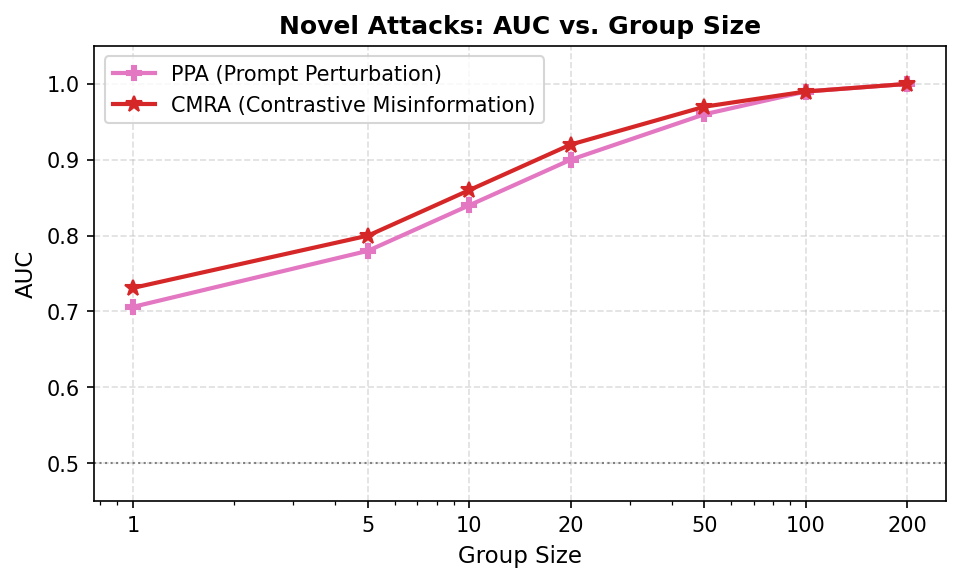 Novel Attacks: AUC vs. Group Size
PPA (Prompt Perturbation)
CMRA (Contrastive Misinformation)
1.0
0.9
0.8
0.7
0.6
0.5
AUC
1 5 10 20 50 100 200
Group Size